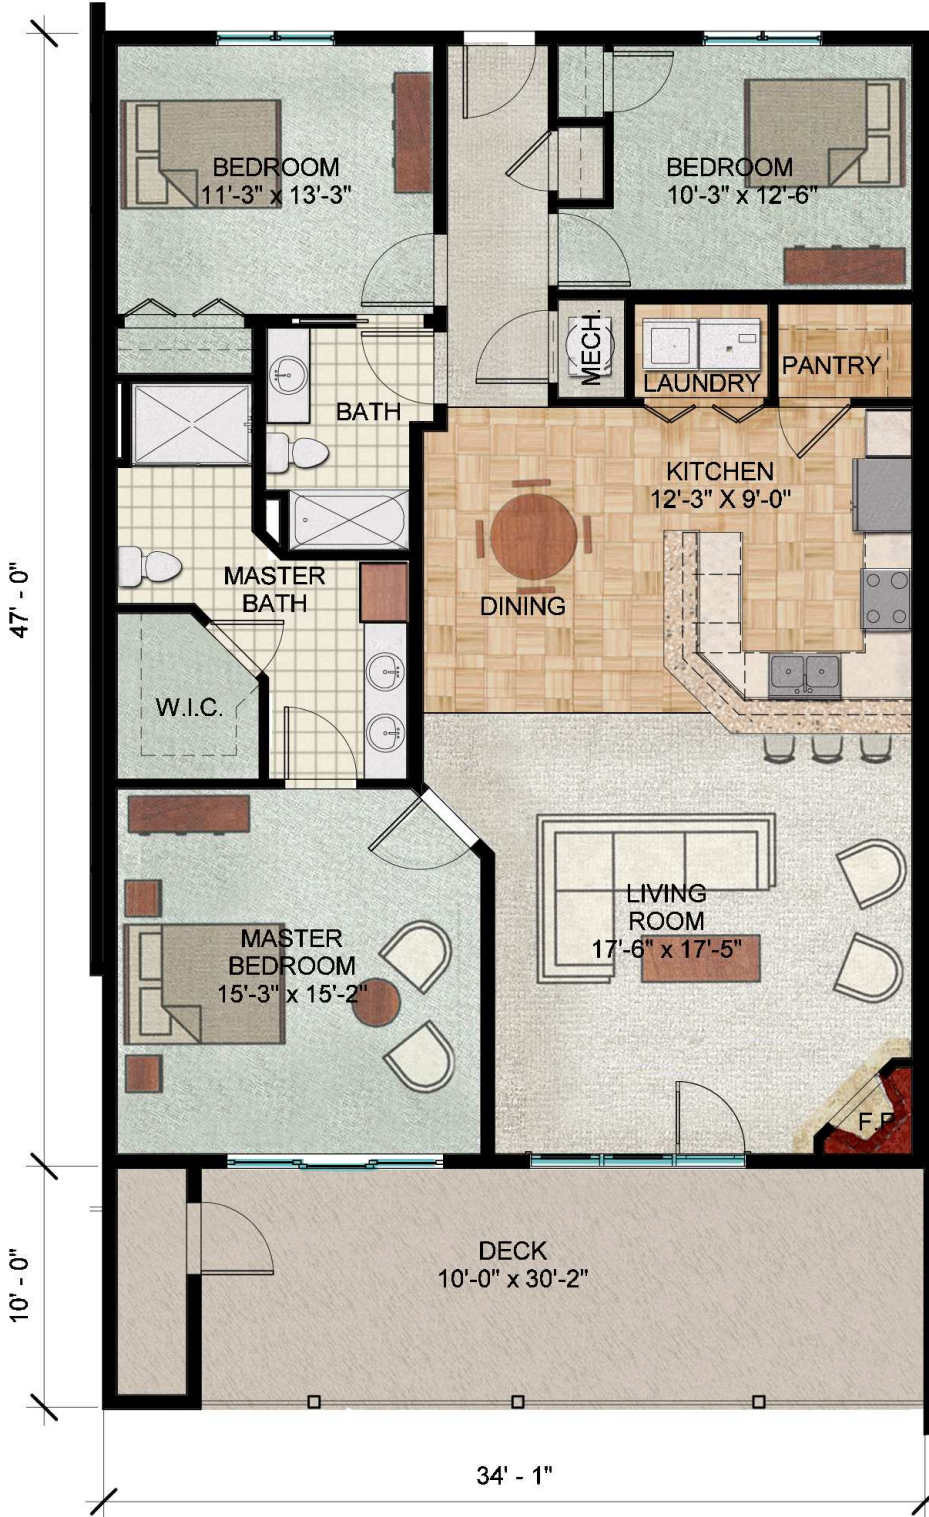 BEDROOM
11'-3" x 13'-3"
BEDROOM
10'-3" x 12'-6"
MECH.
LAUNDRY
PANTRY
BATH
KITCHEN
12'-3" X 9'-0"
47' - 0"
MASTER
BATH
DINING
W.I.C.
LIVING
ROOM
17'-6" x 17'-5"
MASTER
BEDROOM
15'-3" x 15'-2"
F.P.
10' - 0"
DECK
10'-0" x 30'-2"
34' - 1"